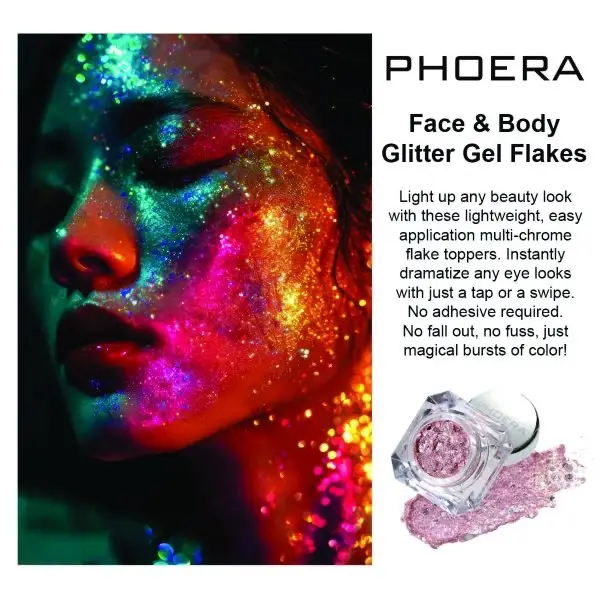 PHOERA
Face & Body
Glitter Gel Flakes
Light up any beauty look
with these lightweight, easy
application multi-chrome
flake toppers. Instantly
dramatize any eye looks
with just a tap or a swipe.
No adhesive required.
No fall out, no fuss, just
magical bursts of color!
PHOERA